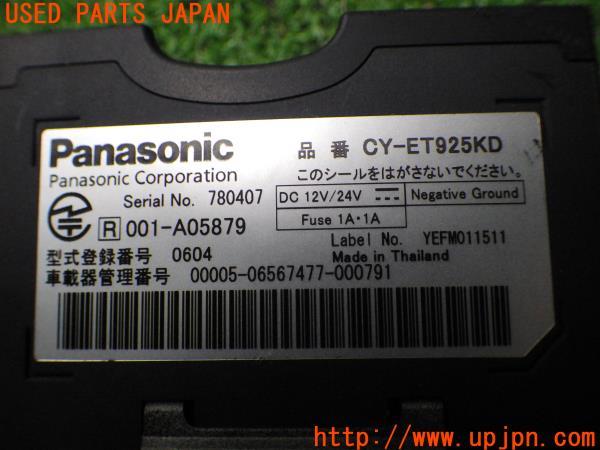 USED PARTS JAPAN
Panasonic
Panasonic Corporation
品 番 CY-ET925KD
このシールをはがさないでください。
Serial No. 780407
DC 12V/24V
Negative Ground
Fuse 1A・1A
R 001-A05879
Label No. YEFM011511
型式登録番号 0604
Made in Thailand
車載器管理番号 00005-06567477-000791
UPJ
http://www.upjpn.com